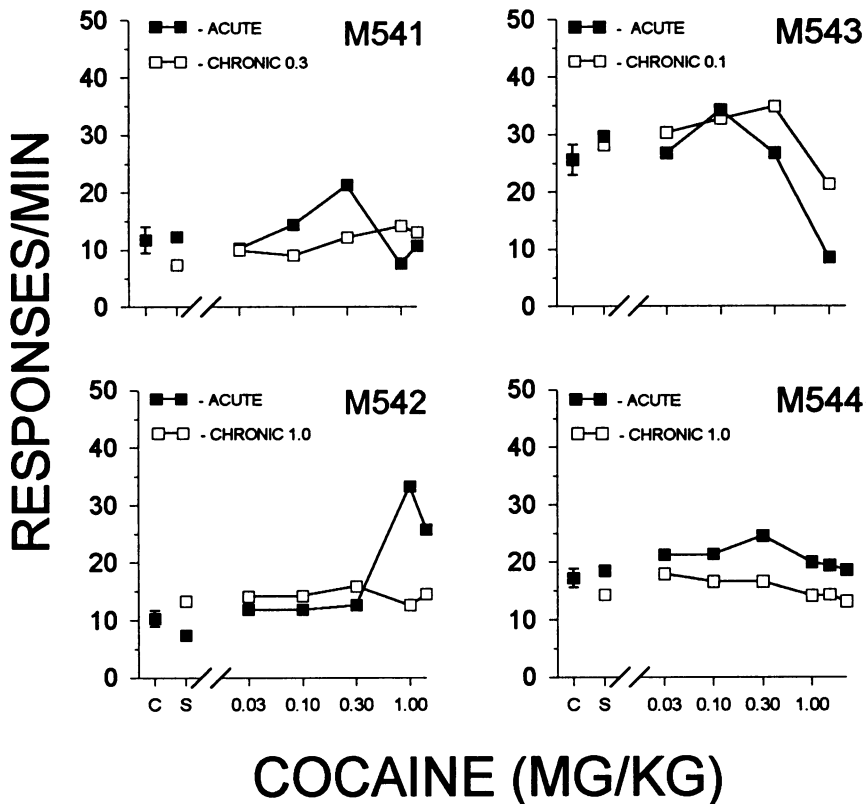 RESPONSES/MIN
M541
- ACUTE
- CHRONIC 0.3
50
40
30
20
10
0
M543
- ACUTE
- CHRONIC 0.1
50
40
30
20
10
0
M542
- ACUTE
- CHRONIC 1.0
50
40
30
20
10
0
C S 0.03 0.10 0.30 1.00
M544
- ACUTE
- CHRONIC 1.0
50
40
30
20
10
0
C S 0.03 0.10 0.30 1.00
COCAINE (MG/KG)